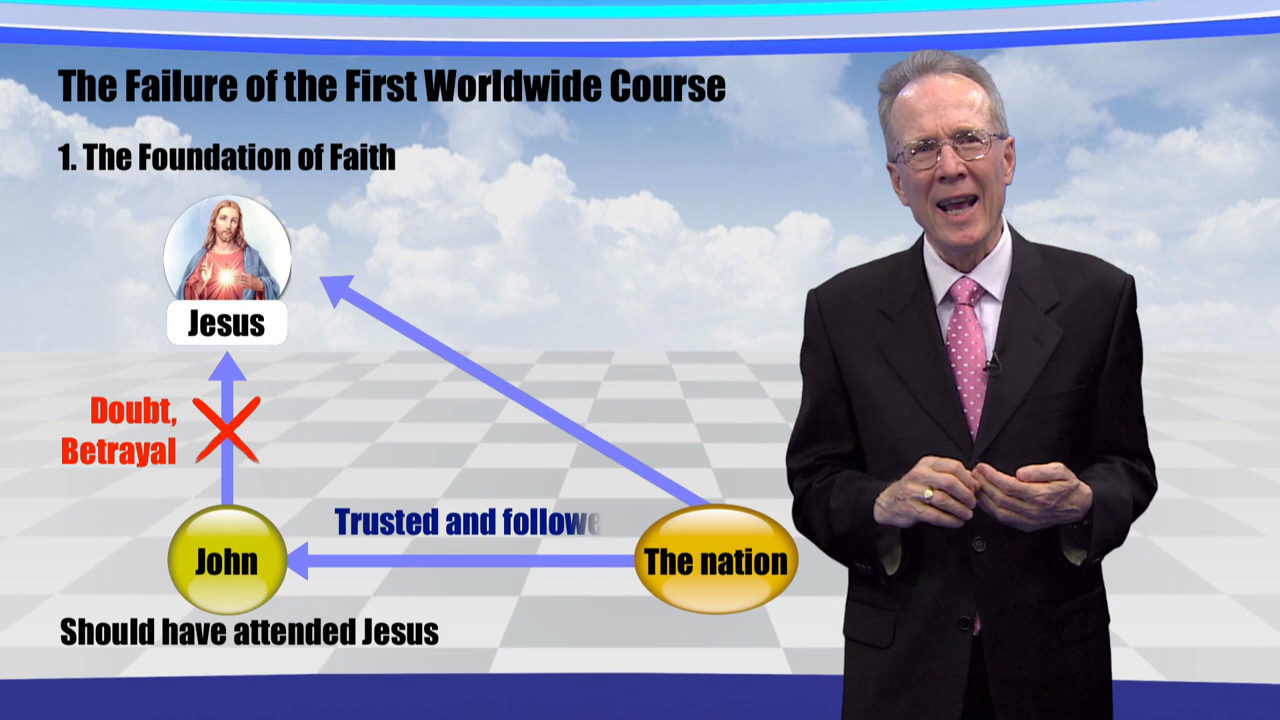 The Failure of the First Worldwide Course
1. The Foundation of Faith
Jesus
Doubt,
Betrayal
Trusted and followe
John
The nation
Should have attended Jesus